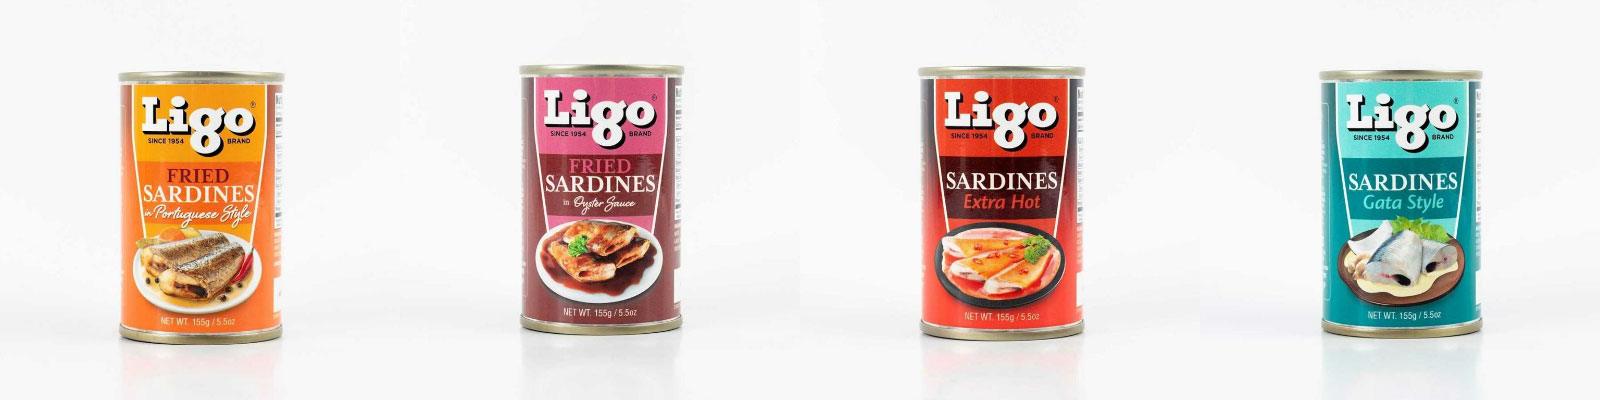 Ligo®
SINCE 1954 BRAND
FRIED
SARDINES
in Portuguese Style
NET WT. 155g / 5.5oz
Ligo®
SINCE 1954 BRAND
FRIED
SARDINES
in Oyster Sauce
NET WT. 155g / 5.5oz
Ligo®
SINCE 1954 BRAND
SARDINES
Extra Hot
NET WT. 155g / 5.5oz
Ligo®
SINCE 1954 BRAND
SARDINES
Gata Style
NET WT. 155g / 5.5oz